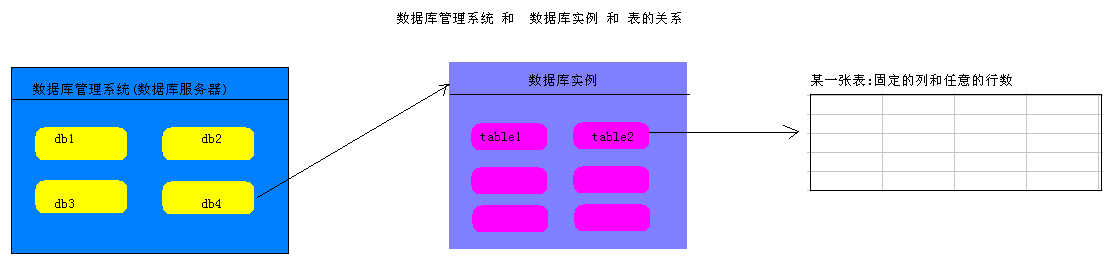 数据库管理系统 和 数据库实例 和 表的关系
数据库管理系统(数据库服务器)
db1
db2
db3
db4
数据库实例
table1
table2
某一张表:固定的列和任意的行数